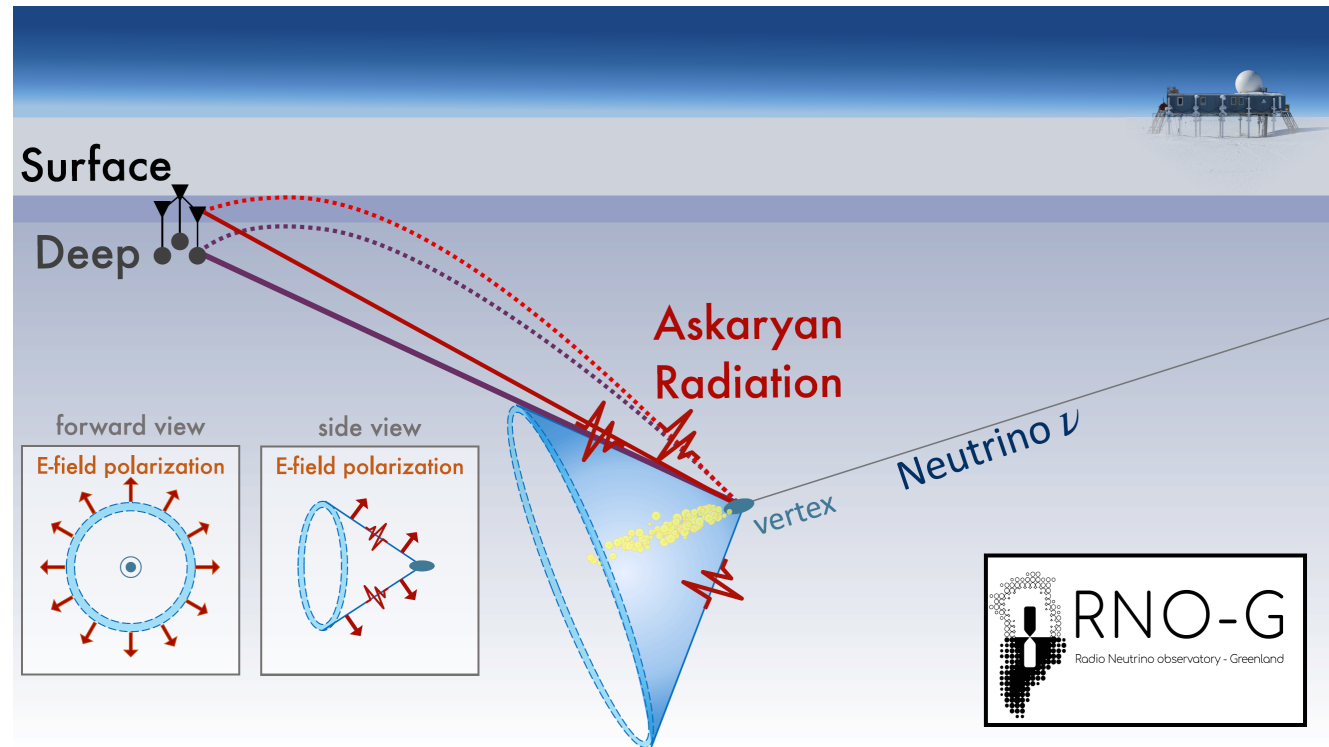 Surface
Deep
Askaryan
Radiation
Neutrino ν
vertex
forward view
E-field polarization
side view
E-field polarization
RNO-G
Radio Neutrino observatory - Greenland